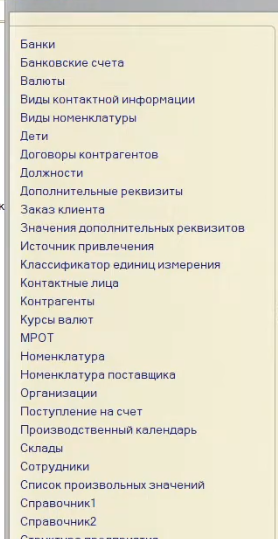 Банки
Банковские счета
Валюты
Виды контактной информации
Виды номенклатуры
Дети
Договоры контрагентов
Должности
Дополнительные реквизиты
Заказ клиента
Значения дополнительных реквизитов
Источник привлечения
Классификатор единиц измерения
Контактные лица
Контрагенты
Курсы валют
МРОТ
Номенклатура
Номенклатура поставщика
Организации
Поступление на счет
Производственный календарь
Склады
Сотрудники
Список произвольных значений
Справочник1
Справочник2